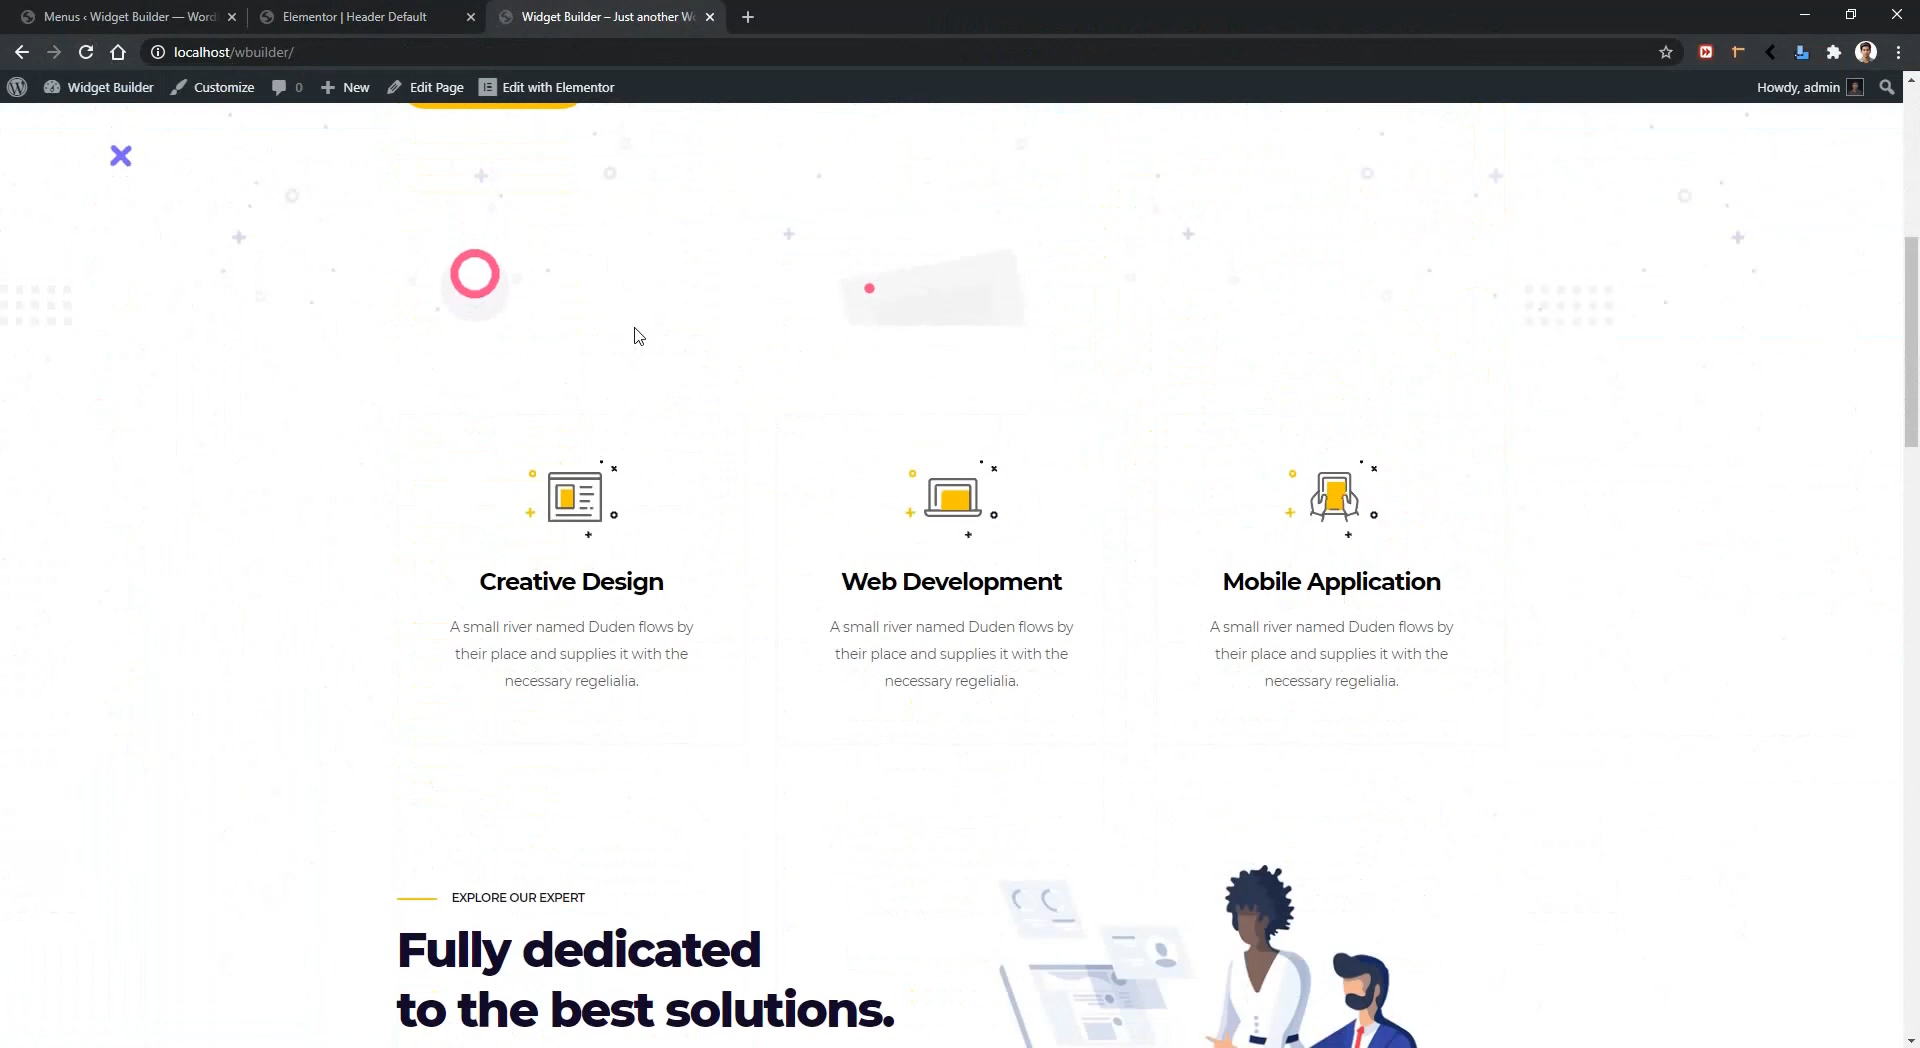 Menus ‹ Widget Builder — Word
Elementor | Header Default
Widget Builder – Just another Wo
localhost/wbuilder/
Widget Builder
Customize
0
New
Edit Page
Edit with Elementor
Howdy, admin
Creative Design
A small river named Duden flows by
their place and supplies it with the
necessary regelialia.
Web Development
A small river named Duden flows by
their place and supplies it with the
necessary regelialia.
Mobile Application
A small river named Duden flows by
their place and supplies it with the
necessary regelialia.
EXPLORE OUR EXPERT
Fully dedicated
to the best solutions.